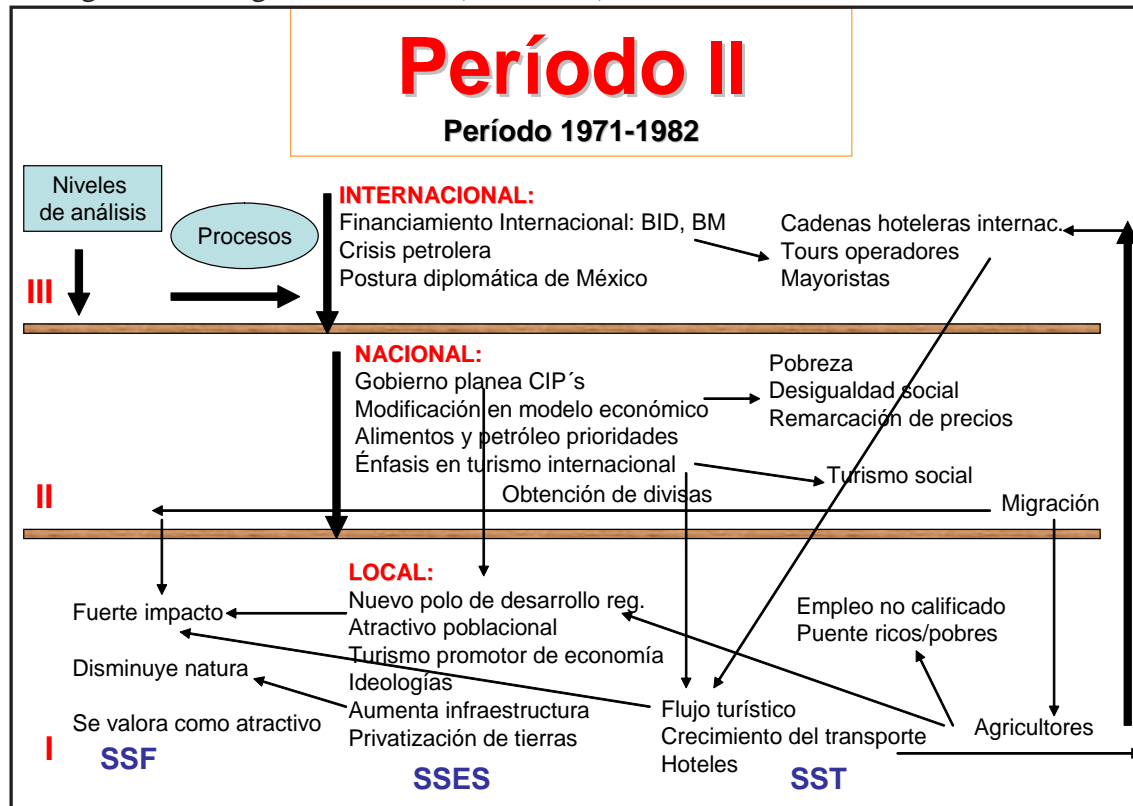 Período II
Período 1971-1982
Niveles
de análisis
Procesos
INTERNACIONAL:
Financiamiento Internacional: BID, BM
Crisis petrolera
Postura diplomática de México
Cadenas hoteleras internac.
Tours operadores
Mayoristas
III
NACIONAL:
Gobierno planea CIP´s
Modificación en modelo económico
Alimentos y petróleo prioridades
Énfasis en turismo internacional
Pobreza
Desigualdad social
Remarcación de precios
Turismo social
Obtención de divisas
Migración
II
LOCAL:
Nuevo polo de desarrollo reg.
Atractivo poblacional
Turismo promotor de economía
Ideologías
Aumenta infraestructura
Privatización de tierras
Fuerte impacto
Disminuye natura
Se valora como atractivo
Empleo no calificado
Puente ricos/pobres
Flujo turístico
Crecimiento del transporte
Hoteles
Agricultores
I
SSF
SSES
SST